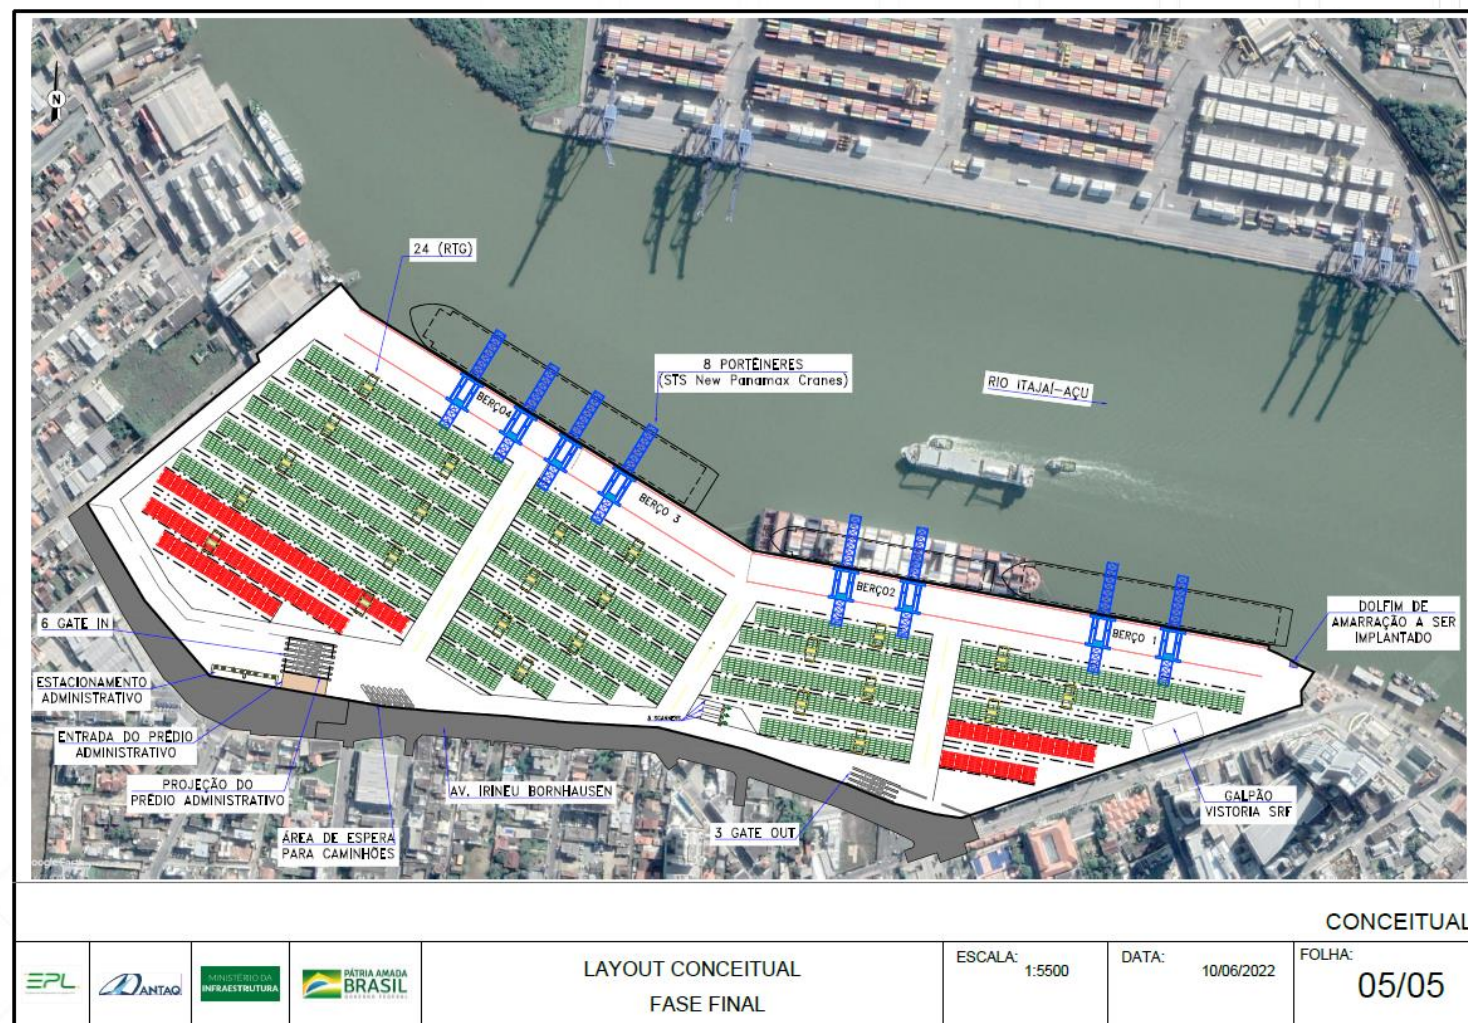 N
24 (RTG)
8 PORTÊINERES
(STS New Panamax Cranes)
RIO ITAJAÍ-AÇU
BERÇO4
BERÇO 3
BERÇO2
BERÇO 1
DOLFIM DE
AMARRAÇÃO A SER
IMPLANTADO
6 GATE IN
ESTACIONAMENTO
ADMINISTRATIVO
ENTRADA DO PRÉDIO
ADMINISTRATIVO
PROJEÇÃO DO
PRÉDIO ADMINISTRATIVO
ÁREA DE ESPERA
PARA CAMINHÕES
AV. IRINEU BORNHAUSEN
3 GATE OUT
GALPÃO
VISTORIA SRF
CONCEITUAL
EPL
ANTAQ
MINISTÉRIO DA
INFRAESTRUTURA
PÁTRIA AMADA
BRASIL
GOVERNO FEDERAL
LAYOUT CONCEITUAL
FASE FINAL
ESCALA:
1:5500
DATA:
10/06/2022
FOLHA:
05/05